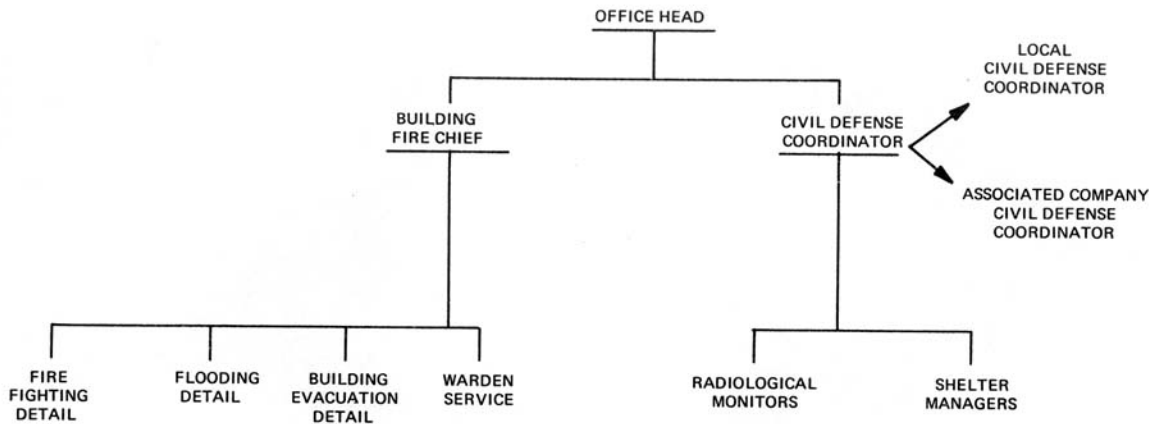 OFFICE HEAD
LOCAL
CIVIL DEFENSE
COORDINATOR
BUILDING
FIRE CHIEF
CIVIL DEFENSE
COORDINATOR
ASSOCIATED COMPANY
CIVIL DEFENSE
COORDINATOR
FIRE
FIGHTING
DETAIL
FLOODING
DETAIL
BUILDING
EVACUATION
DETAIL
WARDEN
SERVICE
RADIOLOGICAL
MONITORS
SHELTER
MANAGERS